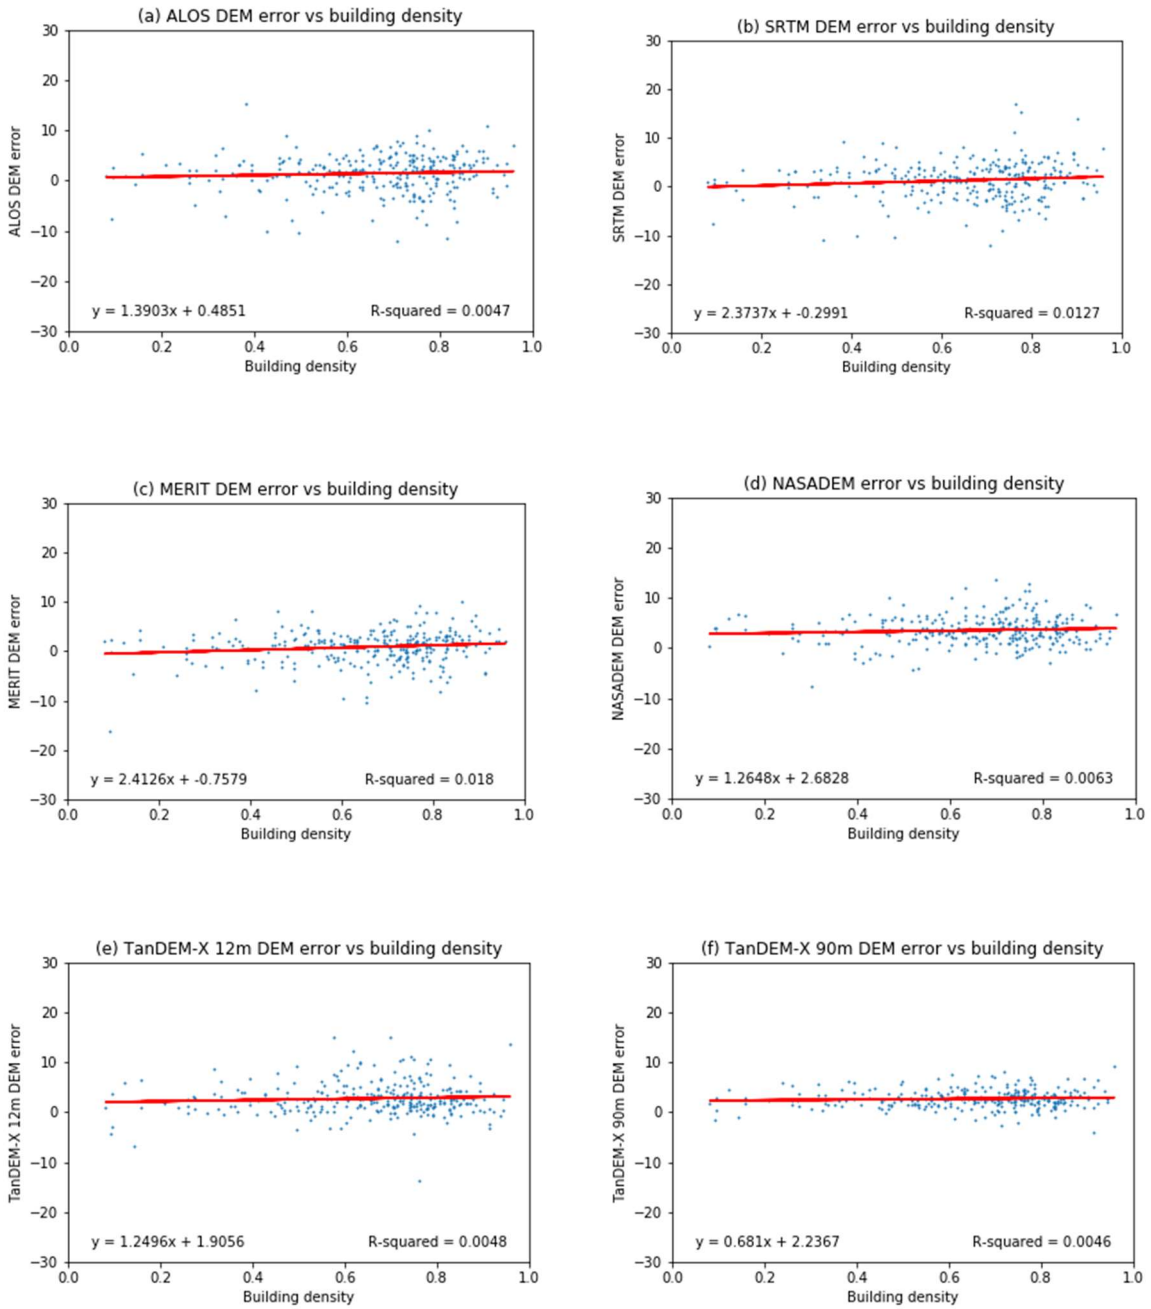 (a) ALOS DEM error vs building density
30
20
10
0
−10
−20
−30
ALOS DEM error
y = 1.3903x + 0.4851
R-squared = 0.0047
0.0 0.2 0.4 0.6 0.8 1.0
Building density
(b) SRTM DEM error vs building density
30
20
10
0
−10
−20
−30
SRTM DEM error
y = 2.3737x + -0.2991
R-squared = 0.0127
0.0 0.2 0.4 0.6 0.8 1.0
Building density
(c) MERIT DEM error vs building density
30
20
10
0
−10
−20
−30
MERIT DEM error
y = 2.4126x + -0.7579
R-squared = 0.018
0.0 0.2 0.4 0.6 0.8 1.0
Building density
(d) NASADEM error vs building density
30
20
10
0
−10
−20
−30
NASADEM DEM error
y = 1.2648x + 2.6828
R-squared = 0.0063
0.0 0.2 0.4 0.6 0.8 1.0
Building density
(e) TanDEM-X 12m DEM error vs building density
30
20
10
0
−10
−20
−30
TanDEM-X 12m DEM error
y = 1.2496x + 1.9056
R-squared = 0.0048
0.0 0.2 0.4 0.6 0.8 1.0
Building density
(f) TanDEM-X 90m DEM error vs building density
30
20
10
0
−10
−20
−30
TanDEM-X 90m DEM error
y = 0.681x + 2.2367
R-squared = 0.0046
0.0 0.2 0.4 0.6 0.8 1.0
Building density